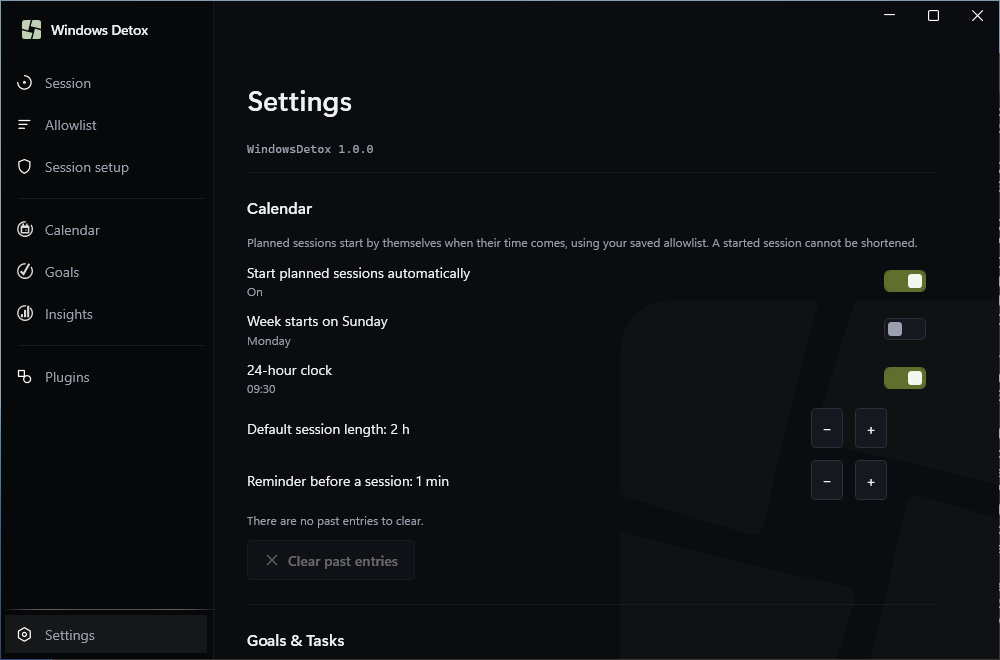 Windows Detox
Session
Allowlist
Session setup
Calendar
Goals
Insights
Plugins
Settings
Settings
WindowsDetox 1.0.0
Calendar
Planned sessions start by themselves when their time comes, using your saved allowlist. A started session cannot be shortened.
Start planned sessions automatically
On
Week starts on Sunday
Monday
24-hour clock
09:30
Default session length: 2 h
− +
Reminder before a session: 1 min
− +
There are no past entries to clear.
Clear past entries
Goals & Tasks